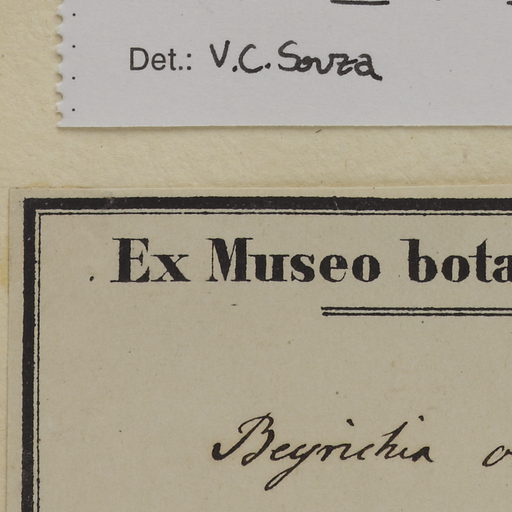 Det.: V.C. Souza
Ex Museo bota
Beyrichia o